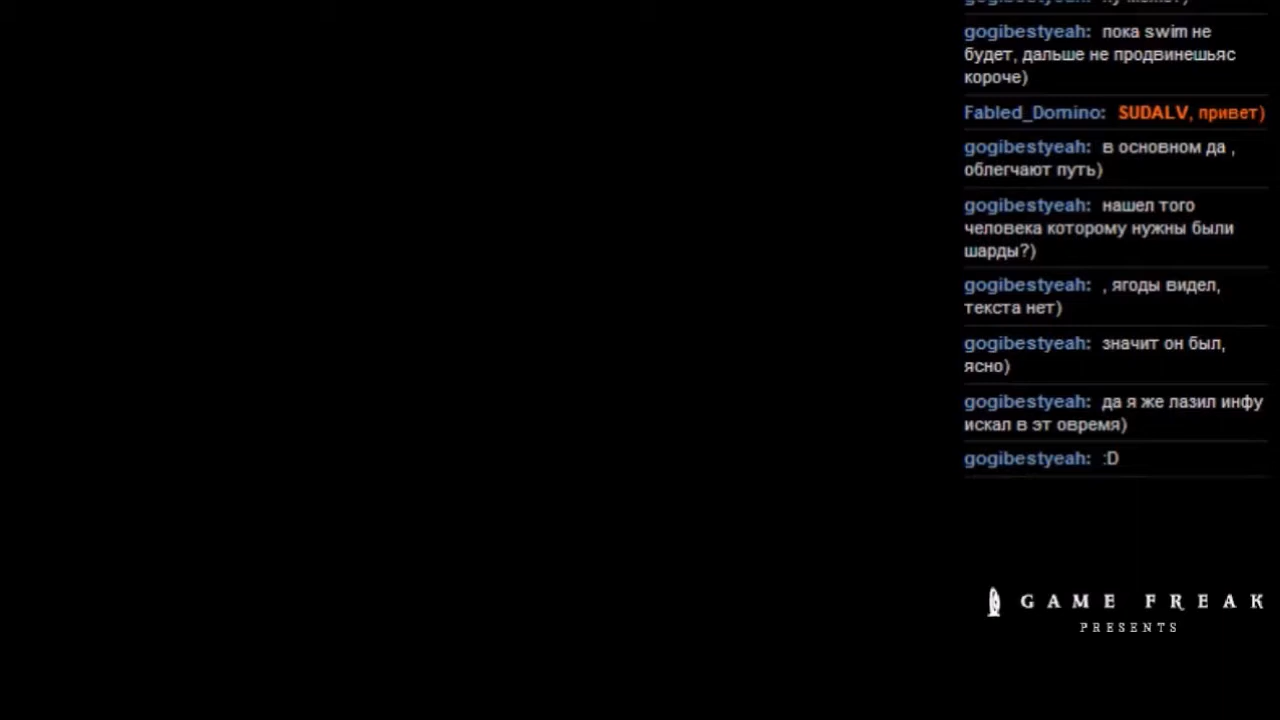 gogibestyeah: пока swim не
будет, дальше не продвинешьяс
короче)
Fabled_Domino: SUDALV, привет)
gogibestyeah: в основном да ,
облегчают путь)
gogibestyeah: нашел того
человека которому нужны были
шарды?)
gogibestyeah: , ягоды видел,
текста нет)
gogibestyeah: значит он был,
ясно)
gogibestyeah: да я же лазил инфу
искал в эт овремя)
gogibestyeah: :D
GAME FREAK
PRESENTS